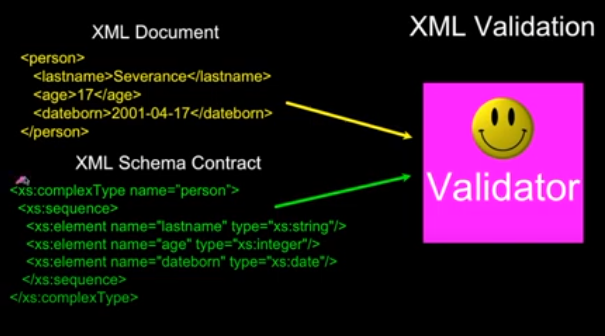 XML Document
XML Validation
<person>
<lastname>Severance</lastname>
<age>17</age>
<dateborn>2001-04-17</dateborn>
</person>
XML Schema Contract
Validator
<xs:complexType name="person">
<xs:sequence>
<xs:element name="lastname" type="xs:string"/>
<xs:element name="age" type="xs:integer"/>
<xs:element name="dateborn" type="xs:date"/>
</xs:sequence>
</xs:complexType>